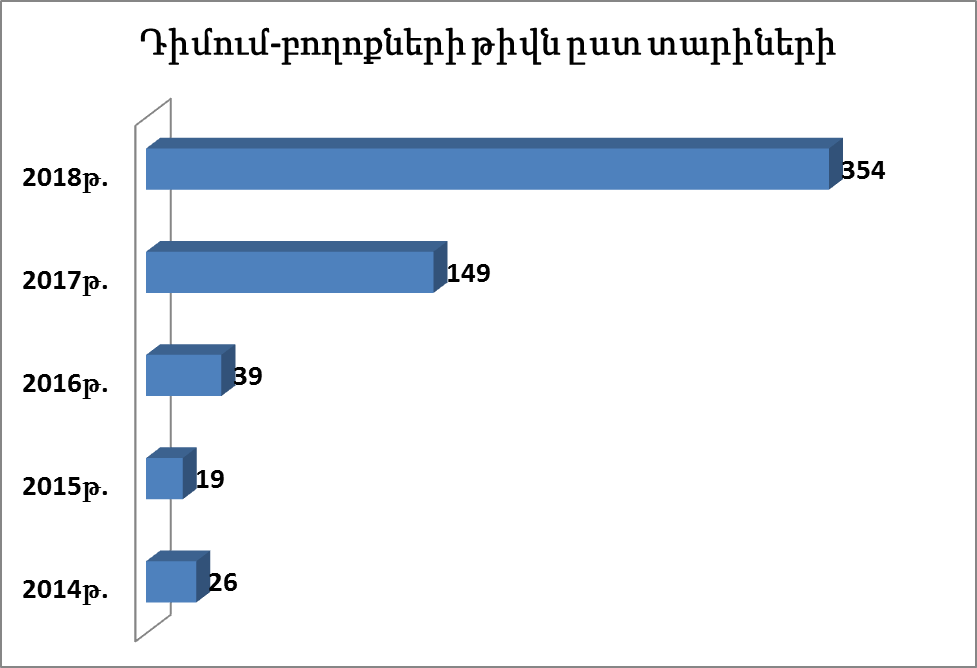 Դիմում-բողոքների թիվն ըստ տարիների
2018թ. 354
2017թ. 149
2016թ. 39
2015թ. 19
2014թ. 26